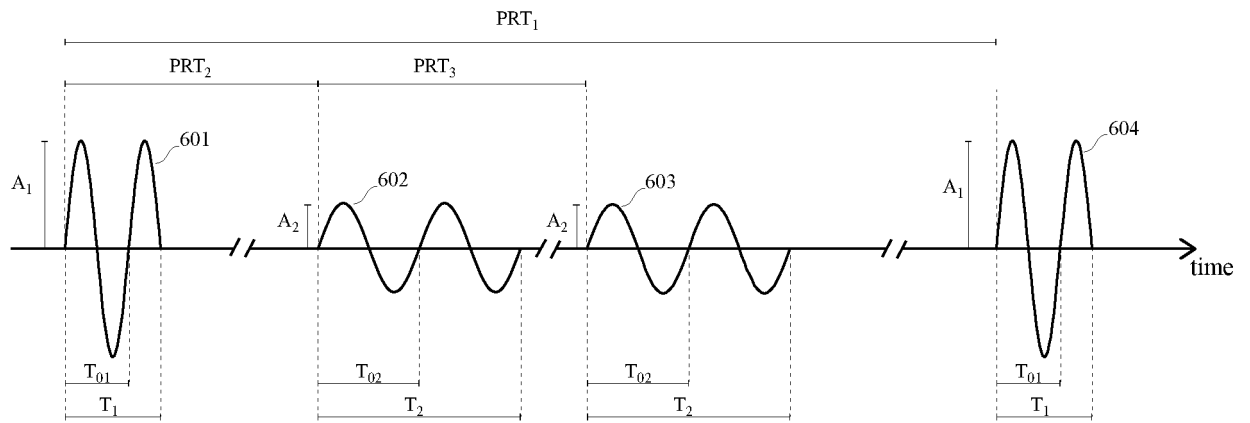 PRT₁
PRT₂ PRT₃
601 602 603 604
A₁ A₂ A₂ A₁
time
T₀₁ T₀₂ T₀₂ T₀₁
T₁ T₂ T₂ T₁